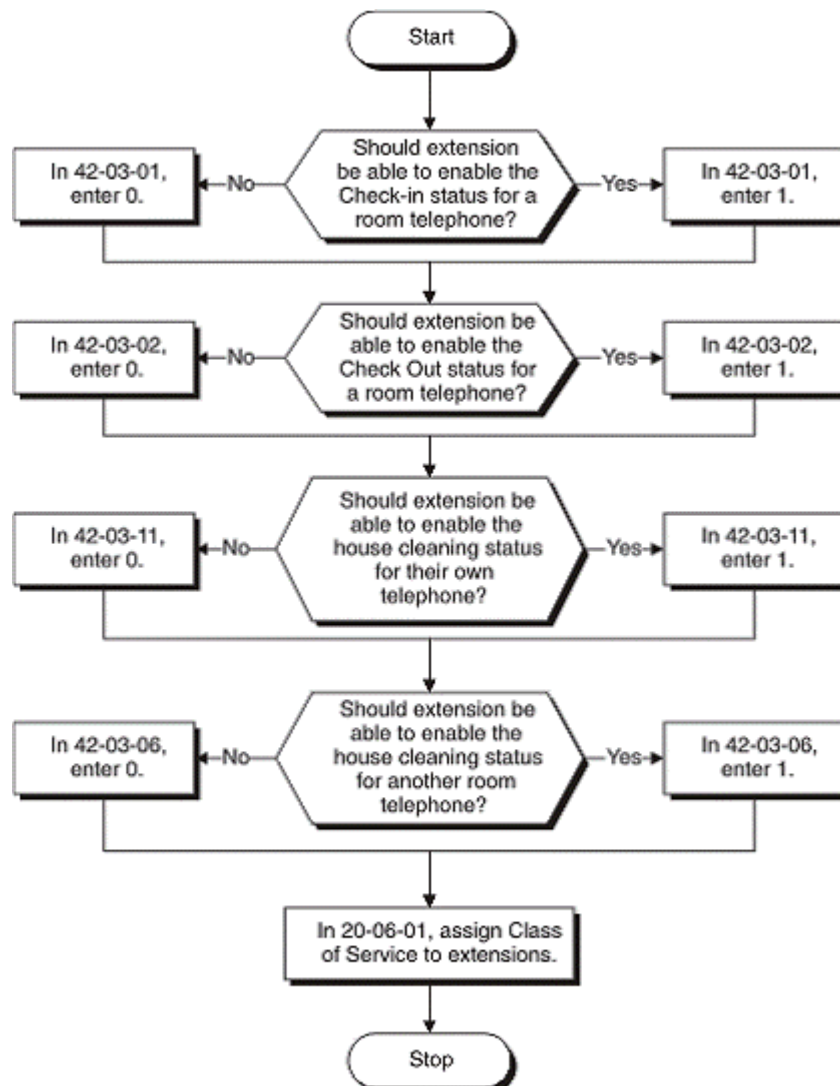 Start
Should extension
be able to enable the
Check-in status for a
room telephone?
No
Yes
In 42-03-01,
enter 0.
In 42-03-01,
enter 1.
Should extension be
able to enable the
Check Out status for
a room telephone?
No
Yes
In 42-03-02,
enter 0.
In 42-03-02,
enter 1.
Should extension be
able to enable the
house cleaning status
for their own
telephone?
No
Yes
In 42-03-11,
enter 0.
In 42-03-11,
enter 1.
Should extension be
able to enable the
house cleaning status
for another room
telephone?
No
Yes
In 42-03-06,
enter 0.
In 42-03-06,
enter 1.
In 20-06-01, assign Class
of Service to extensions.
Stop